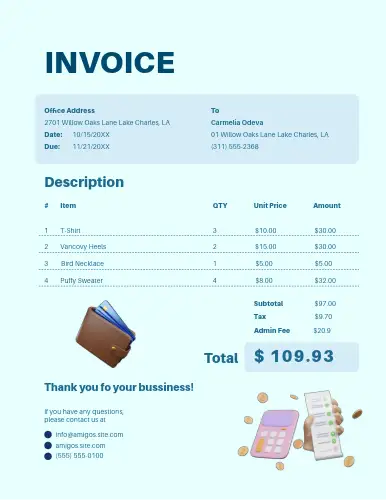 INVOICE
Office Address
2701 Willow Oaks Lane Lake Charles, LA
Date: 10/15/20XX
Due: 11/21/20XX
To
Carmelia Odeva
01 Willow Oaks Lane Lake Charles, LA
(311) 555-2368
Description
# Item QTY Unit Price Amount
1 T-Shirt 3 $10.00 $30.00
2 Vancovy Heels 2 $15.00 $30.00
3 Bird Necklace 1 $5.00 $5.00
4 Puffy Sweater 4 $8.00 $32.00
Subtotal $97.00
Tax $9.70
Admin Fee $20.9
Total $ 109.93
Thank you fo your bussiness!
If you have any questions,
please contact us at
info@amigos.site.com
amigos.site.com
(555) 555-0100